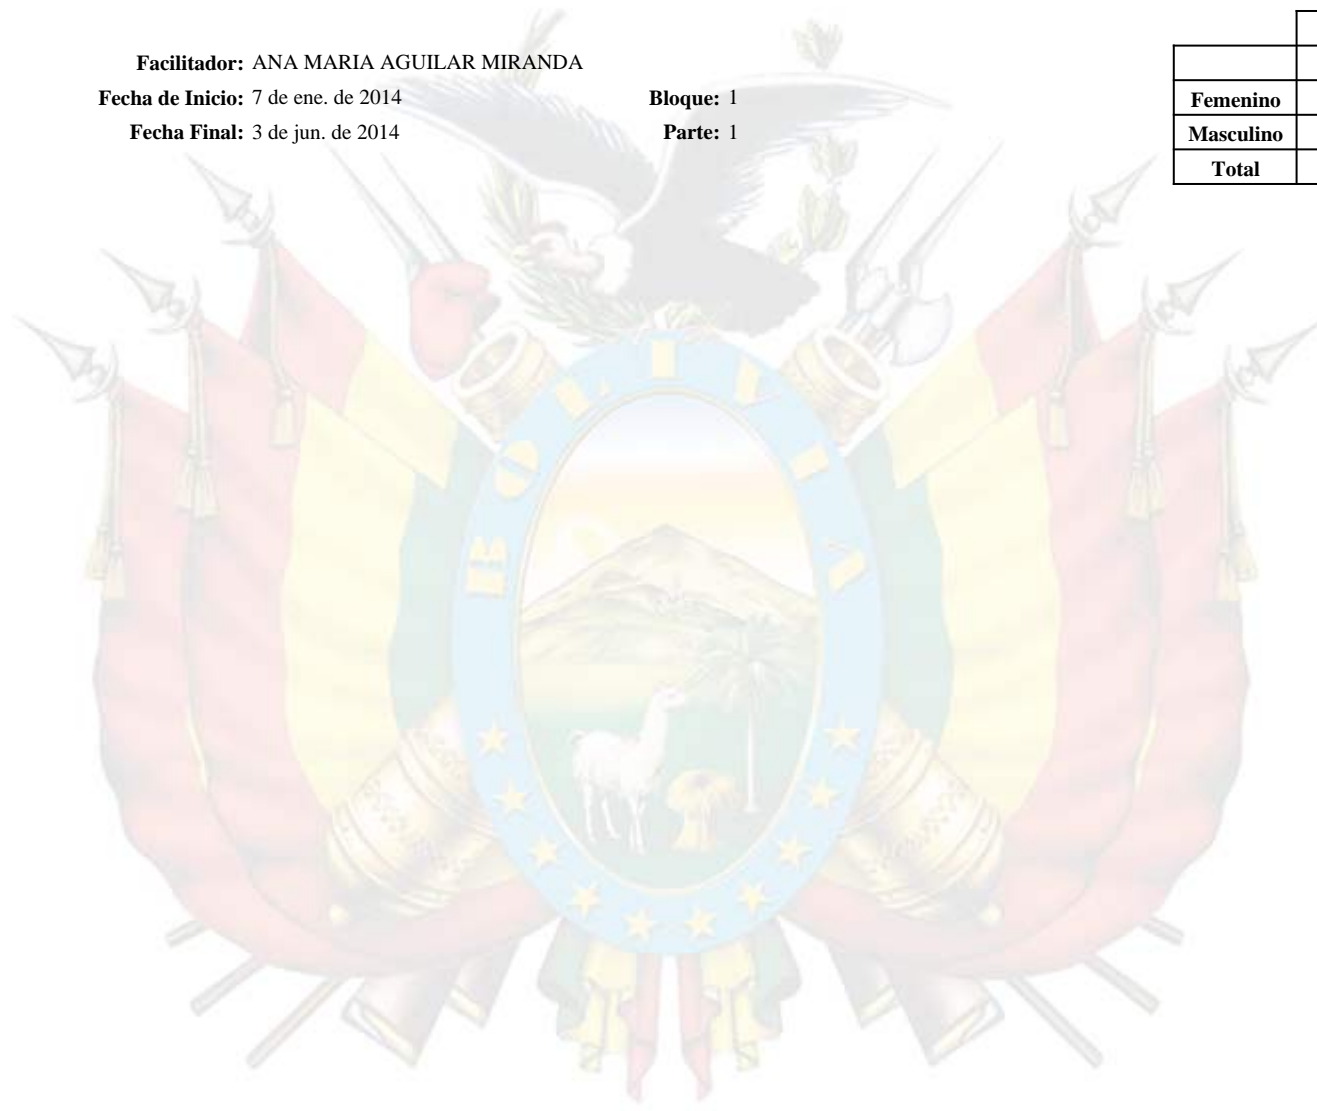 Facilitador: ANA MARIA AGUILAR MIRANDA
Fecha de Inicio: 7 de ene. de 2014 Bloque: 1
Fecha Final: 3 de jun. de 2014 Parte: 1
Femenino
Masculino
Total
BOLIVIA